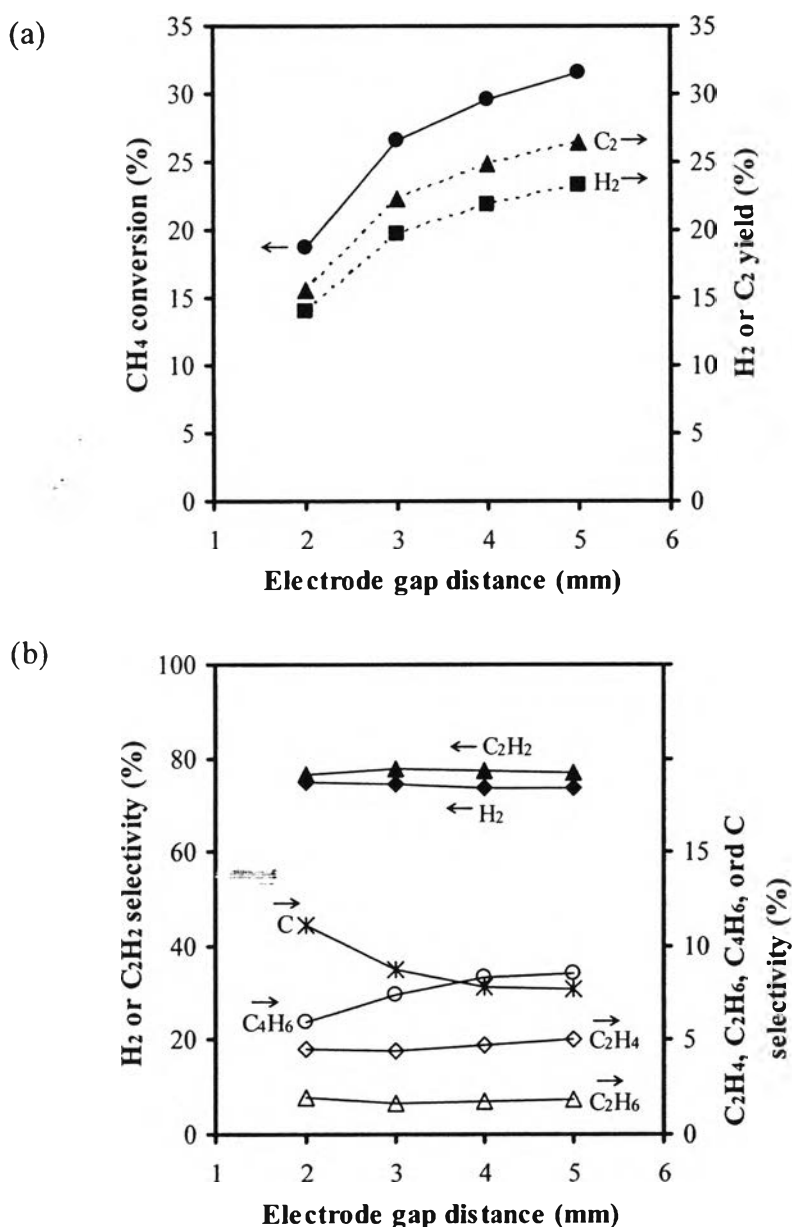 (a)
35
30
25
20
15
10
5
0
CH4 conversion (%)
35
30
25
20
15
10
5
0
H2 or C2 yield (%)
←
C2 →
H2 →
1 2 3 4 5 6
Electrode gap distance (mm)
(b)
100
80
60
40
20
0
H2 or C2H2 selectivity (%)
15
10
5
0
C2H4, C2H6, C4H6, ord C
selectivity (%)
← C2H2
← H2
→
C
→
C4H6
→
C2H4
→
C2H6
1 2 3 4 5 6
Electrode gap distance (mm)